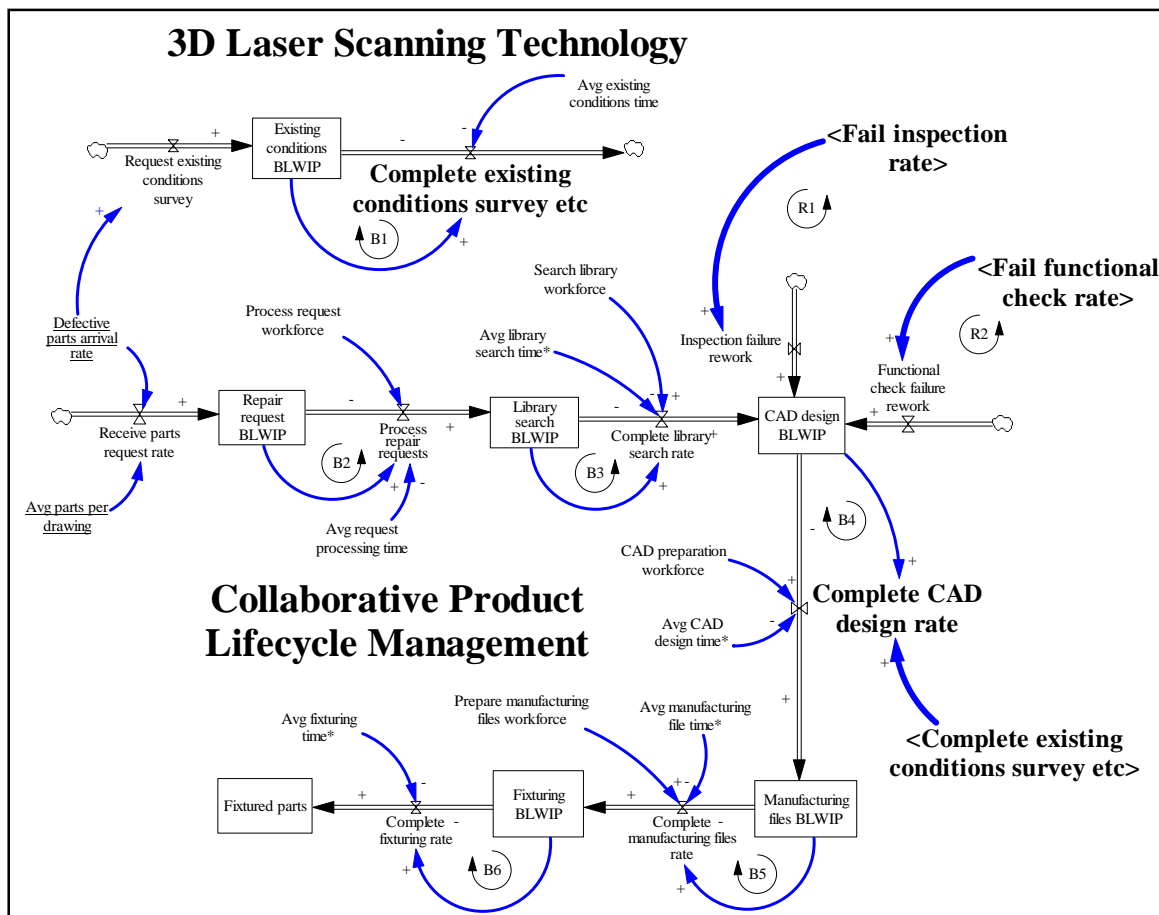 3D Laser Scanning Technology
Avg existing
conditions time
Existing
conditions
BLWIP
Request existing
conditions
survey
Complete existing
conditions survey etc
<Fail inspection
rate>
+
-
-
+
+
B1
R1
Search library
workforce
<Fail functional
check rate>
Process request
workforce
Defective
parts arrival
rate
Avg library
search time*
+
Inspection failure
rework
+
R2
Functional
check failure
rework
+
+
-
+
-
-
+
+
+
Repair
request
BLWIP
Library
search
BLWIP
CAD design
BLWIP
Receive parts
request rate
Process
repair
requests
Complete library
search rate
+
+
B2
B3
+
-
+
+
Avg parts per
drawing
Avg request
processing time
-
B4
CAD preparation
workforce
+
+
Collaborative Product
Lifecycle Management
Complete CAD
design rate
Avg CAD
design time*
-
+
Prepare manufacturing
files workforce
Avg manufacturing
file time*
Avg fixturing
time*
+
<Complete existing
conditions survey etc>
-
+
-
+
+
Fixtured parts
Fixturing
BLWIP
Manufacturing
files BLWIP
Complete
fixturing rate
-
Complete
manufacturing files
rate
-
+
B6
+
B5